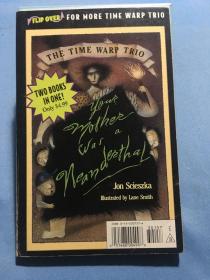 FLIP OVER FOR MORE TIME WARP TRIO
THE TIME WARP TRIO
TWO BOOKS
IN ONE!
Only $4.99
Your
Mother
Was a
Neanderthal
Jon Scieszka
Illustrated by Lane Smith